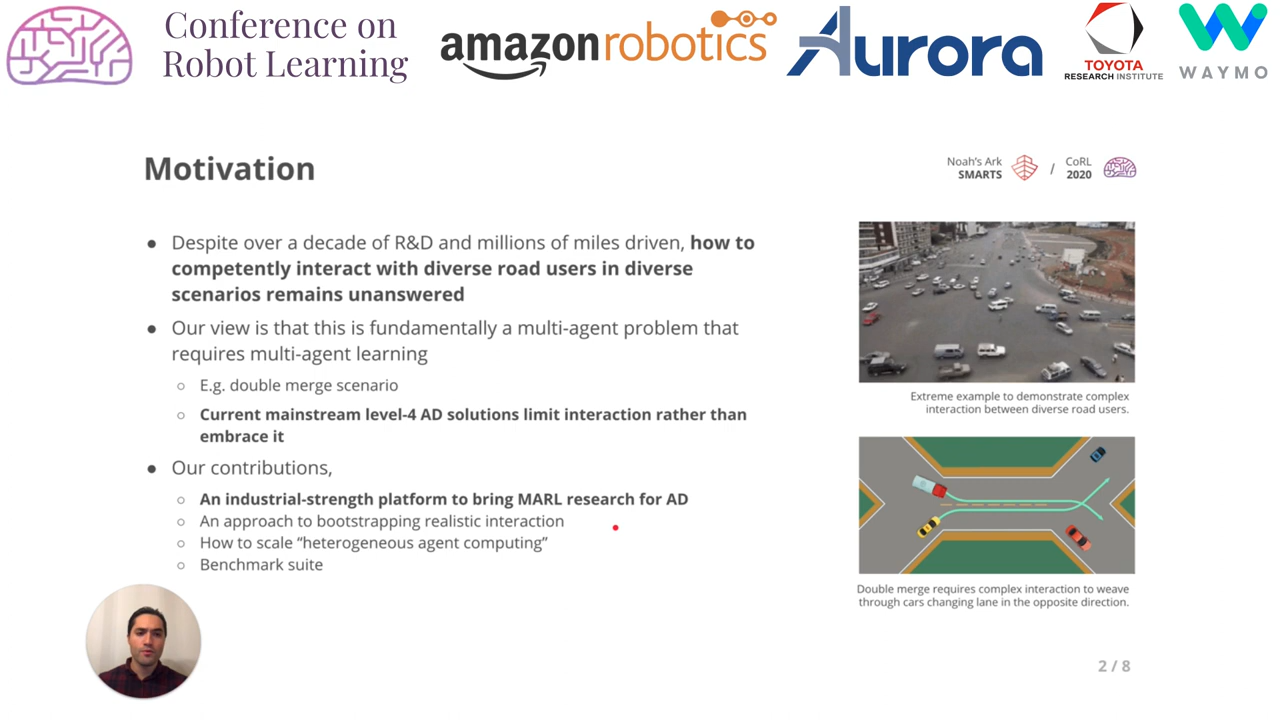 Conference on
Robot Learning
amazonrobotics
Aurora
TOYOTA
RESEARCH INSTITUTE
WAYMO
Motivation
Noah's Ark
SMARTS
/
CoRL
2020
● Despite over a decade of R&D and millions of miles driven, how to
competently interact with diverse road users in diverse
scenarios remains unanswered
● Our view is that this is fundamentally a multi-agent problem that
requires multi-agent learning
○ E.g. double merge scenario
○ Current mainstream level-4 AD solutions limit interaction rather than
embrace it
● Our contributions,
○ An industrial-strength platform to bring MARL research for AD
○ An approach to bootstrapping realistic interaction
○ How to scale “heterogeneous agent computing”
○ Benchmark suite
Extreme example to demonstrate complex
interaction between diverse road users.
Double merge requires complex interaction to weave
through cars changing lane in the opposite direction.
2 / 8